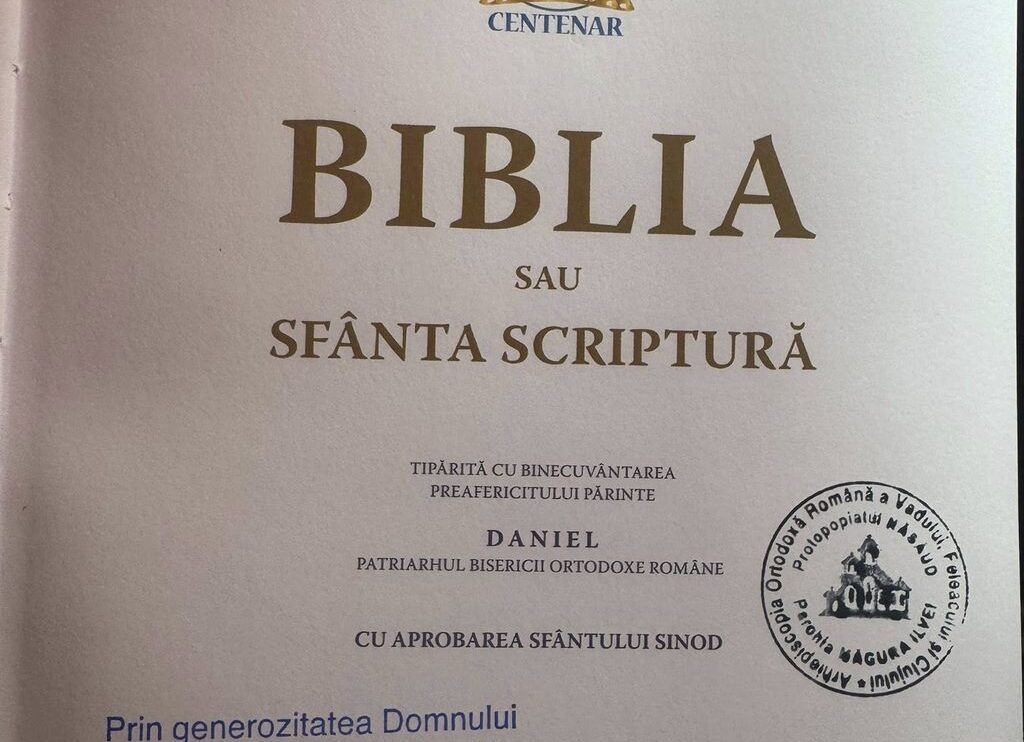 CENTENAR
BIBLIA
SAU
SFÂNTA SCRIPTURĂ
TIPĂRITĂ CU BINECUVÂNTAREA
PREAFERICITULUI PĂRINTE
DANIEL
PATRIARHUL BISERICII ORTODOXE ROMÂNE
CU APROBAREA SFÂNTULUI SINOD
Arhiepiscopia Ortodoxă Română a Vadului, Feleacului și Clujului *
Protopopiatul NĂSĂUD
Parohia MĂGURA ILVEI
Prin generozitatea Domnului